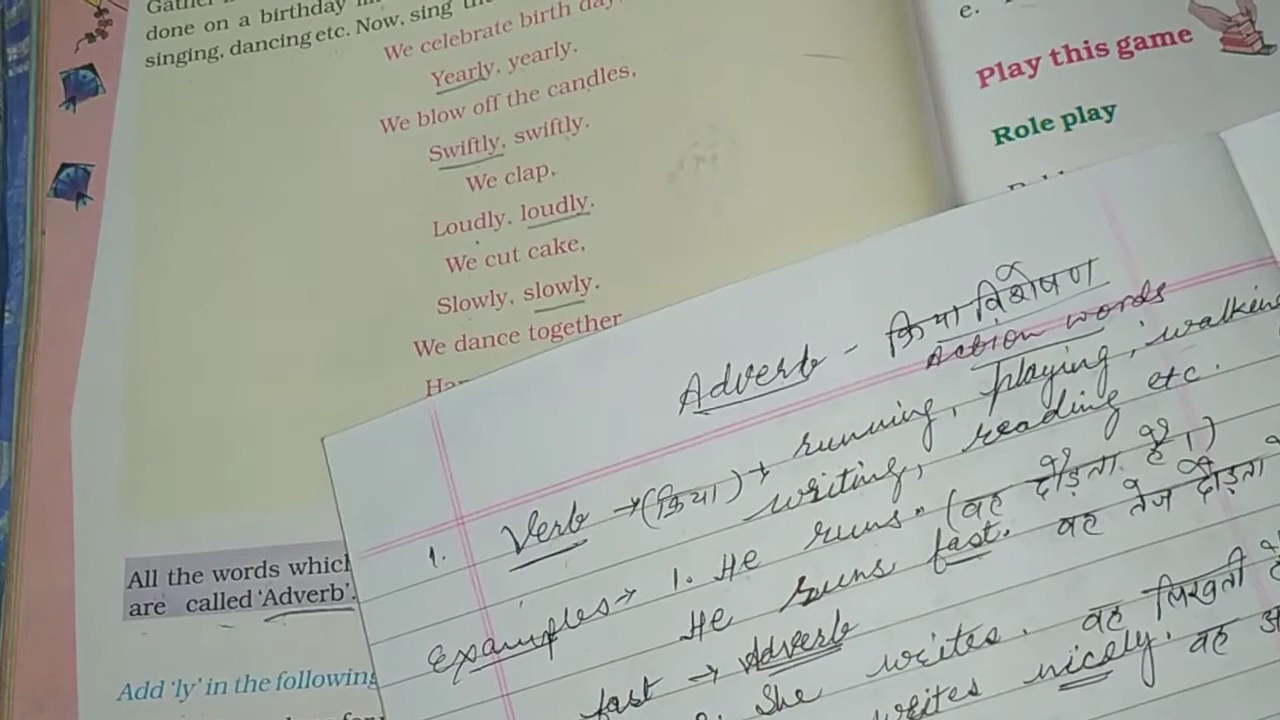 done on a birthday
singing, dancing etc. Now, sing
We celebrate birth day
Yearly, yearly.
We blow off the candles,
Swiftly, swiftly.
We clap,
Loudly, loudly.
We cut cake,
Slowly, slowly.
We dance together
All the words which
are called 'Adverb'.
Add 'ly' in the following
e.
Play this game
Role play
Adverb - क्रिया विशेषण
Action words
1. Verb → (क्रिया) → running, playing, walking
writing, reading etc.
Examples → 1. He runs. (वह दौड़ता है।)
He runs fast. वह तेज दौड़ता
fast → Adverb
She writes. वह लिखती
writes nicely. वह